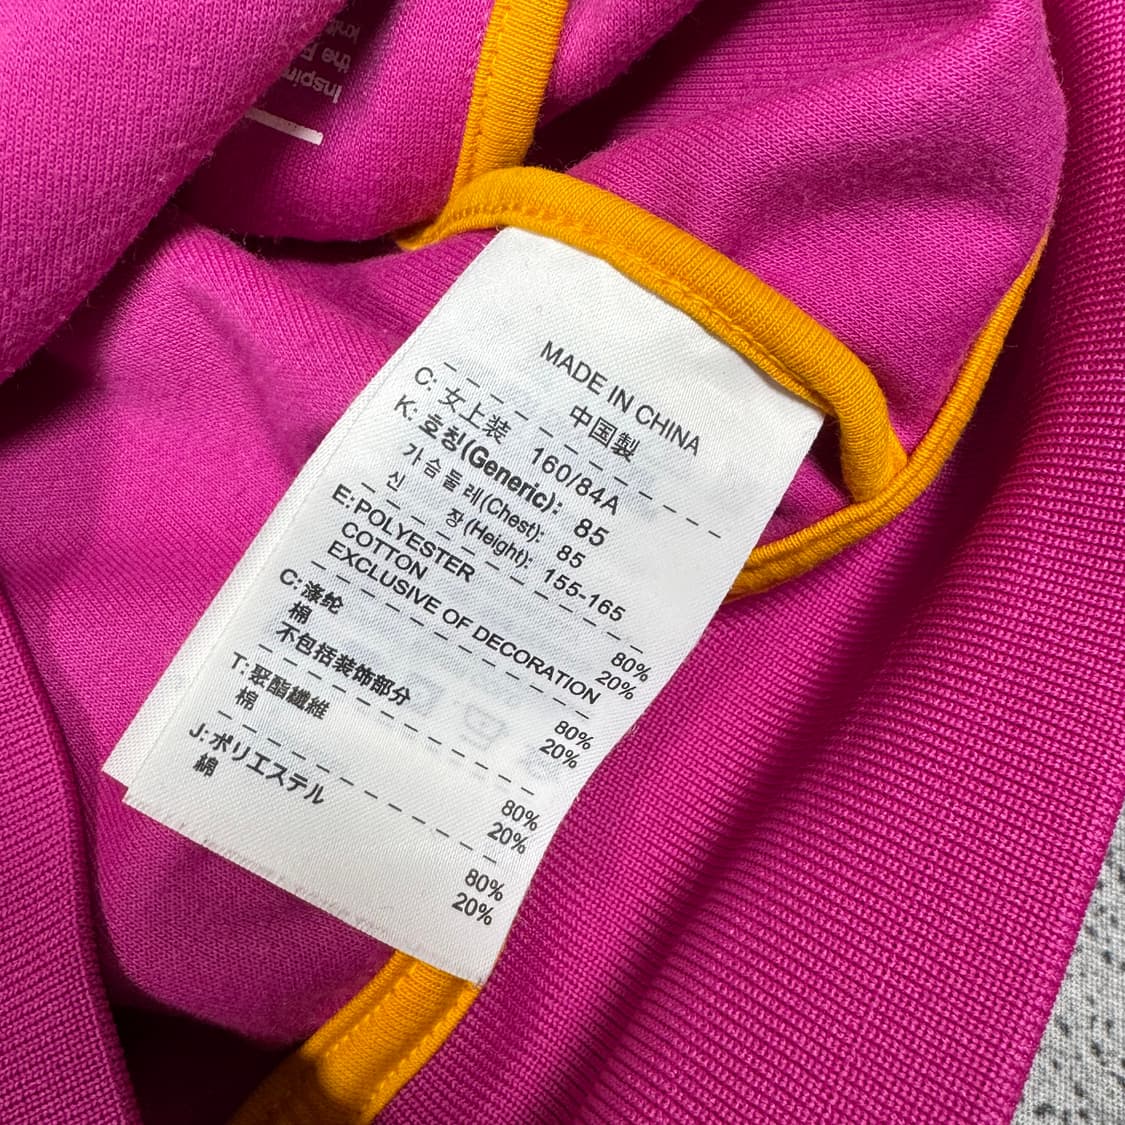 Inspir
the F
knit
MADE IN CHINA
中国製
C: 女上装 160/84A
K: 호칭(Generic): 85
가슴둘레(Chest): 85
신 장(Height): 155-165
E: POLYESTER 80%
COTTON 20%
EXCLUSIVE OF DECORATION
C: 涤纶 80%
棉 20%
不包括装饰部分
T: 聚酯纖維 80%
棉 20%
J: ポリエステル 80%
綿 20%